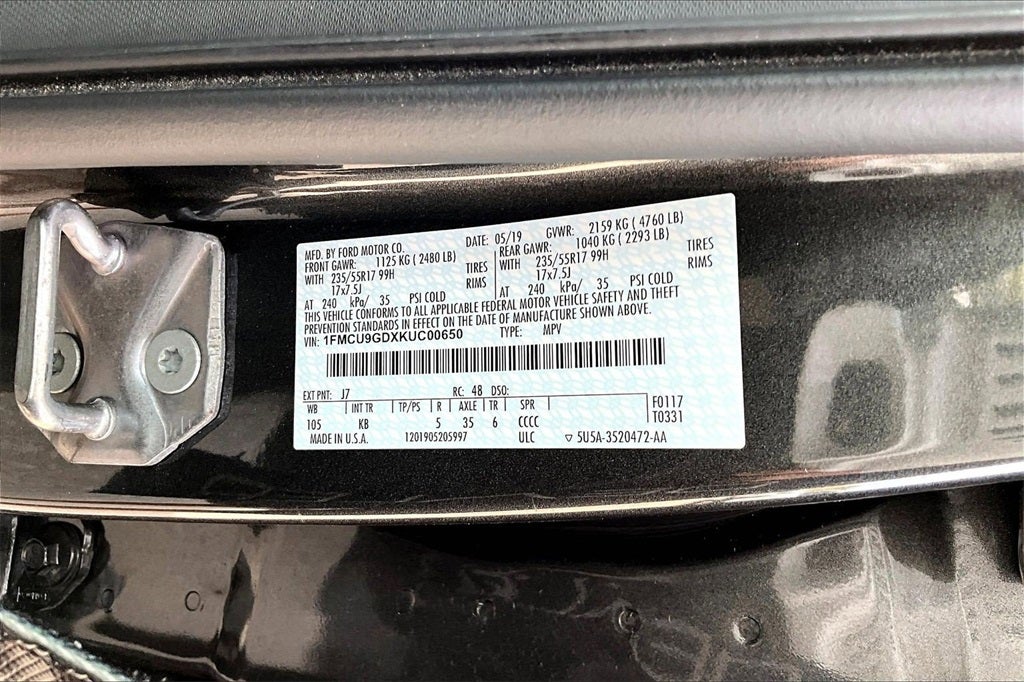 MFD. BY FORD MOTOR CO. DATE: 05/19 GVWR: 2159 KG ( 4760 LB)
FRONT GAWR: 1125 KG ( 2480 LB) REAR GAWR: 1040 KG ( 2293 LB)
WITH 235/55R17 99H TIRES WITH 235/55R17 99H TIRES
17x7.5J RIMS 17x7.5J RIMS
AT 240 kPa/ 35 PSI COLD AT 240 kPa/ 35 PSI COLD
THIS VEHICLE CONFORMS TO ALL APPLICABLE FEDERAL MOTOR VEHICLE SAFETY AND THEFT
PREVENTION STANDARDS IN EFFECT ON THE DATE OF MANUFACTURE SHOWN ABOVE.
VIN: 1FMCU9GDXKUC00650 TYPE: MPV
EXT PNT: J7 RC: 48 DSO:
WB INT TR TP/PS R AXLE TR SPR F0117
105 KB 5 35 6 CCCC T0331
MADE IN U.S.A. 1201905205997 ULC ▽ 5U5A-3520472-AA